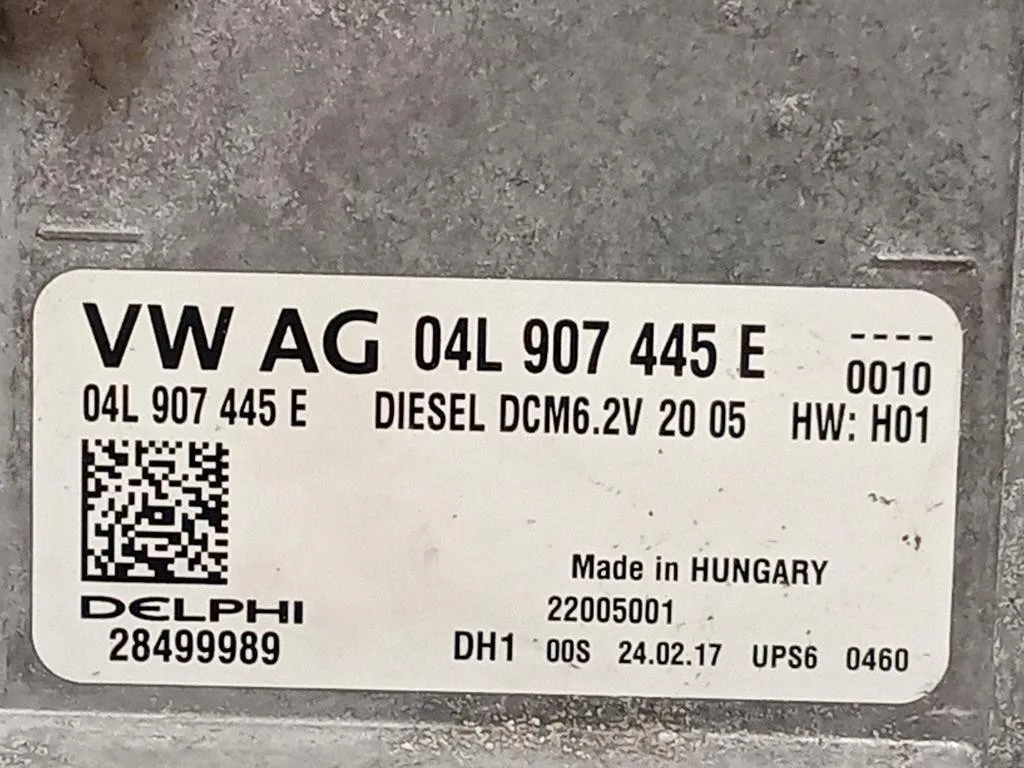 VW AG 04L 907 445 E ----
0010
04L 907 445 E DIESEL DCM6.2V 20 05 HW: H01
Made in HUNGARY
DELPHI 22005001
28499989 DH1 00S 24.02.17 UPS6 0460